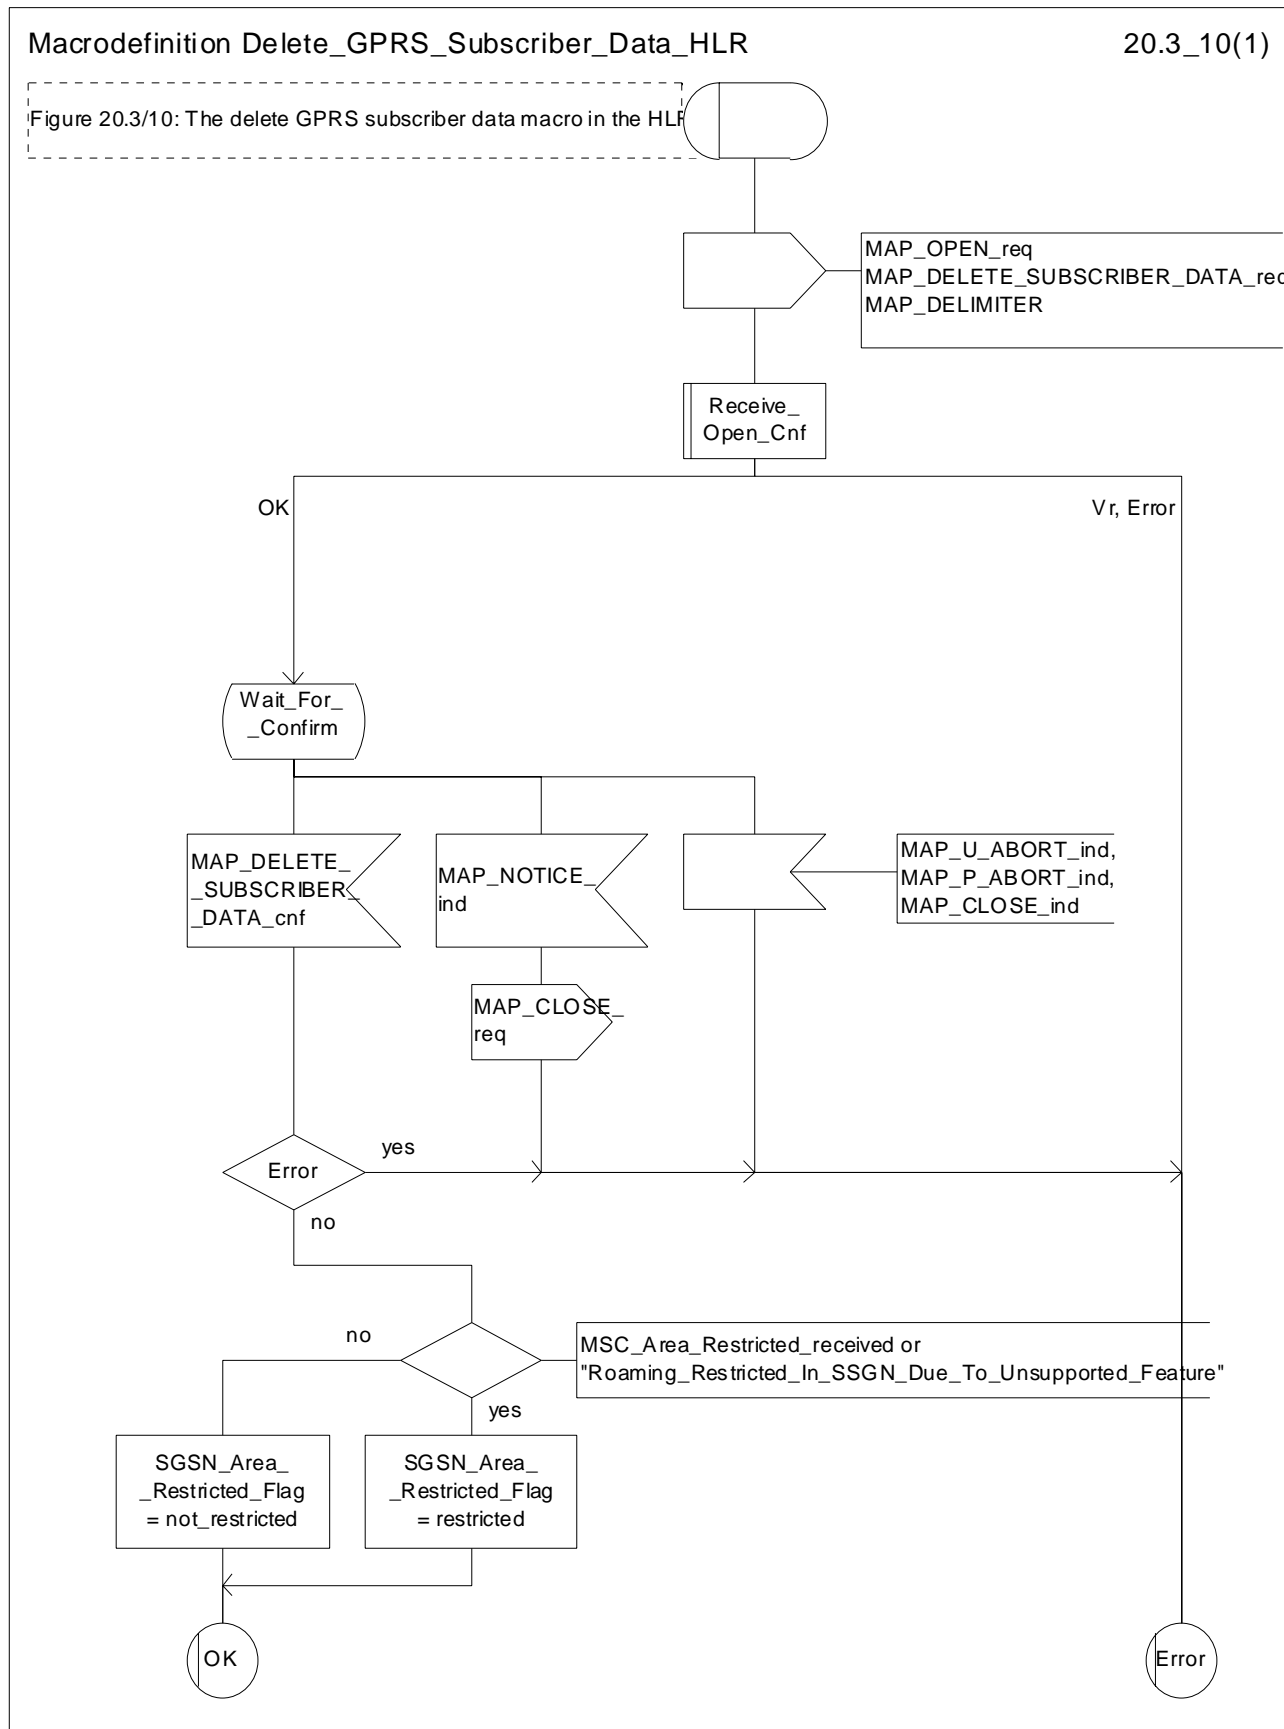 Macrodefinition Delete_GPRS_Subscriber_Data_HLR
20.3_10(1)
Figure 20.3/10: The delete GPRS subscriber data macro in the HLR
MAP_OPEN_req
MAP_DELETE_SUBSCRIBER_DATA_req
MAP_DELIMITER
Receive_
Open_Cnf
OK
Vr, Error
Wait_For_
_Confirm
MAP_DELETE_
_SUBSCRIBER_
_DATA_cnf
MAP_NOTICE_
ind
MAP_U_ABORT_ind,
MAP_P_ABORT_ind,
MAP_CLOSE_ind
MAP_CLOSE_
req
Error
yes
no
no
MSC_Area_Restricted_received or
"Roaming_Restricted_In_SSGN_Due_To_Unsupported_Feature"
yes
SGSN_Area_
_Restricted_Flag
= not_restricted
SGSN_Area_
_Restricted_Flag
= restricted
OK
Error